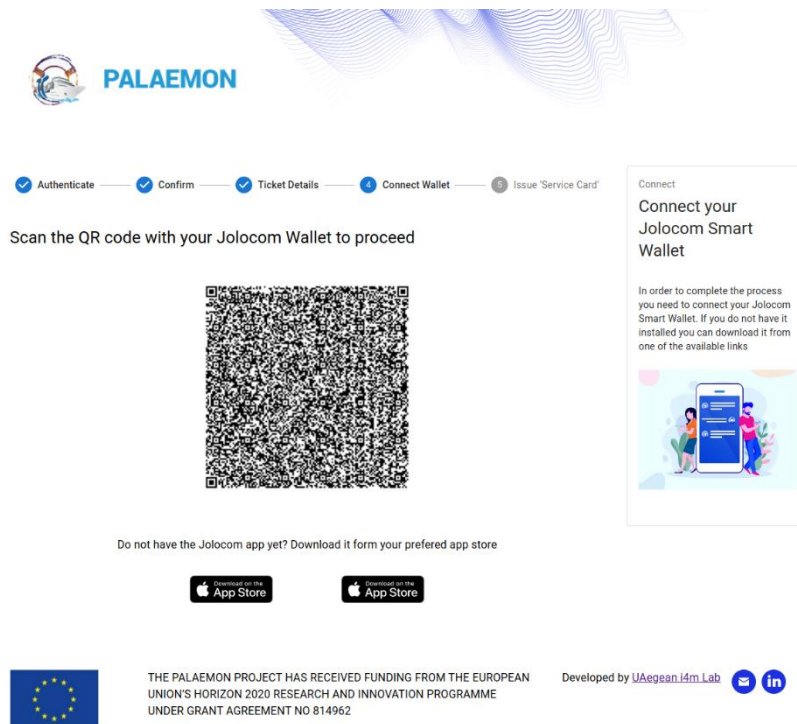 PALAEMON
Authenticate
Confirm
Ticket Details
4 Connect Wallet
5 Issue 'Service Card'
Scan the QR code with your Jolocom Wallet to proceed
Connect
Connect your
Jolocom Smart
Wallet
In order to complete the process
you need to connect your Jolocom
Smart Wallet. If you do not have it
installed you can download it from
one of the available links
Do not have the Jolocom app yet? Download it form your prefered app store
Download on the
App Store
Download on the
App Store
THE PALAEMON PROJECT HAS RECEIVED FUNDING FROM THE EUROPEAN
UNION'S HORIZON 2020 RESEARCH AND INNOVATION PROGRAMME
UNDER GRANT AGREEMENT NO 814962
Developed by UAegean i4m Lab
in